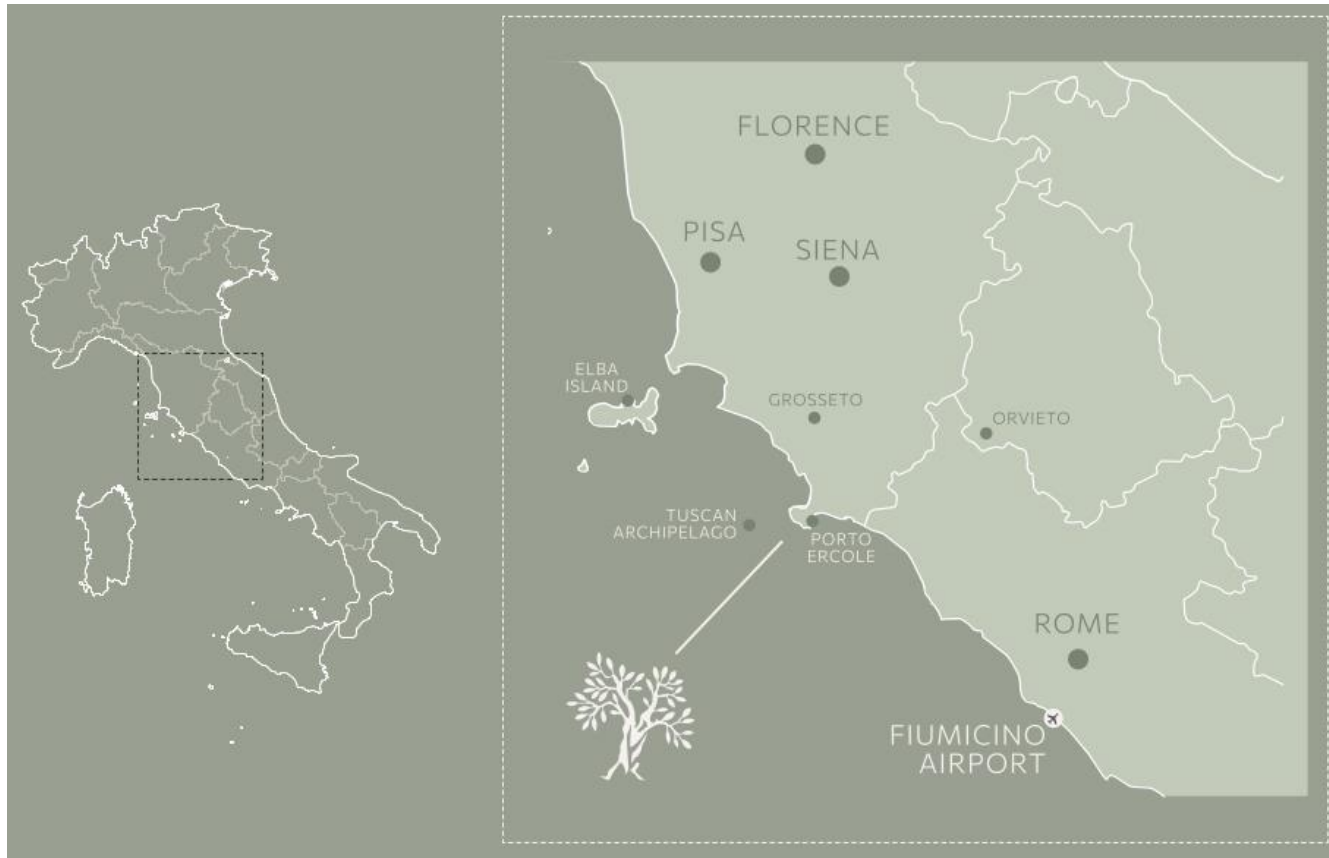 FLORENCE
PISA
SIENA
ELBA
ISLAND
GROSSETO
ORVIETO
TUSCAN
ARCHIPELAGO
PORTO
ERCOLE
ROME
FIUMICINO
AIRPORT